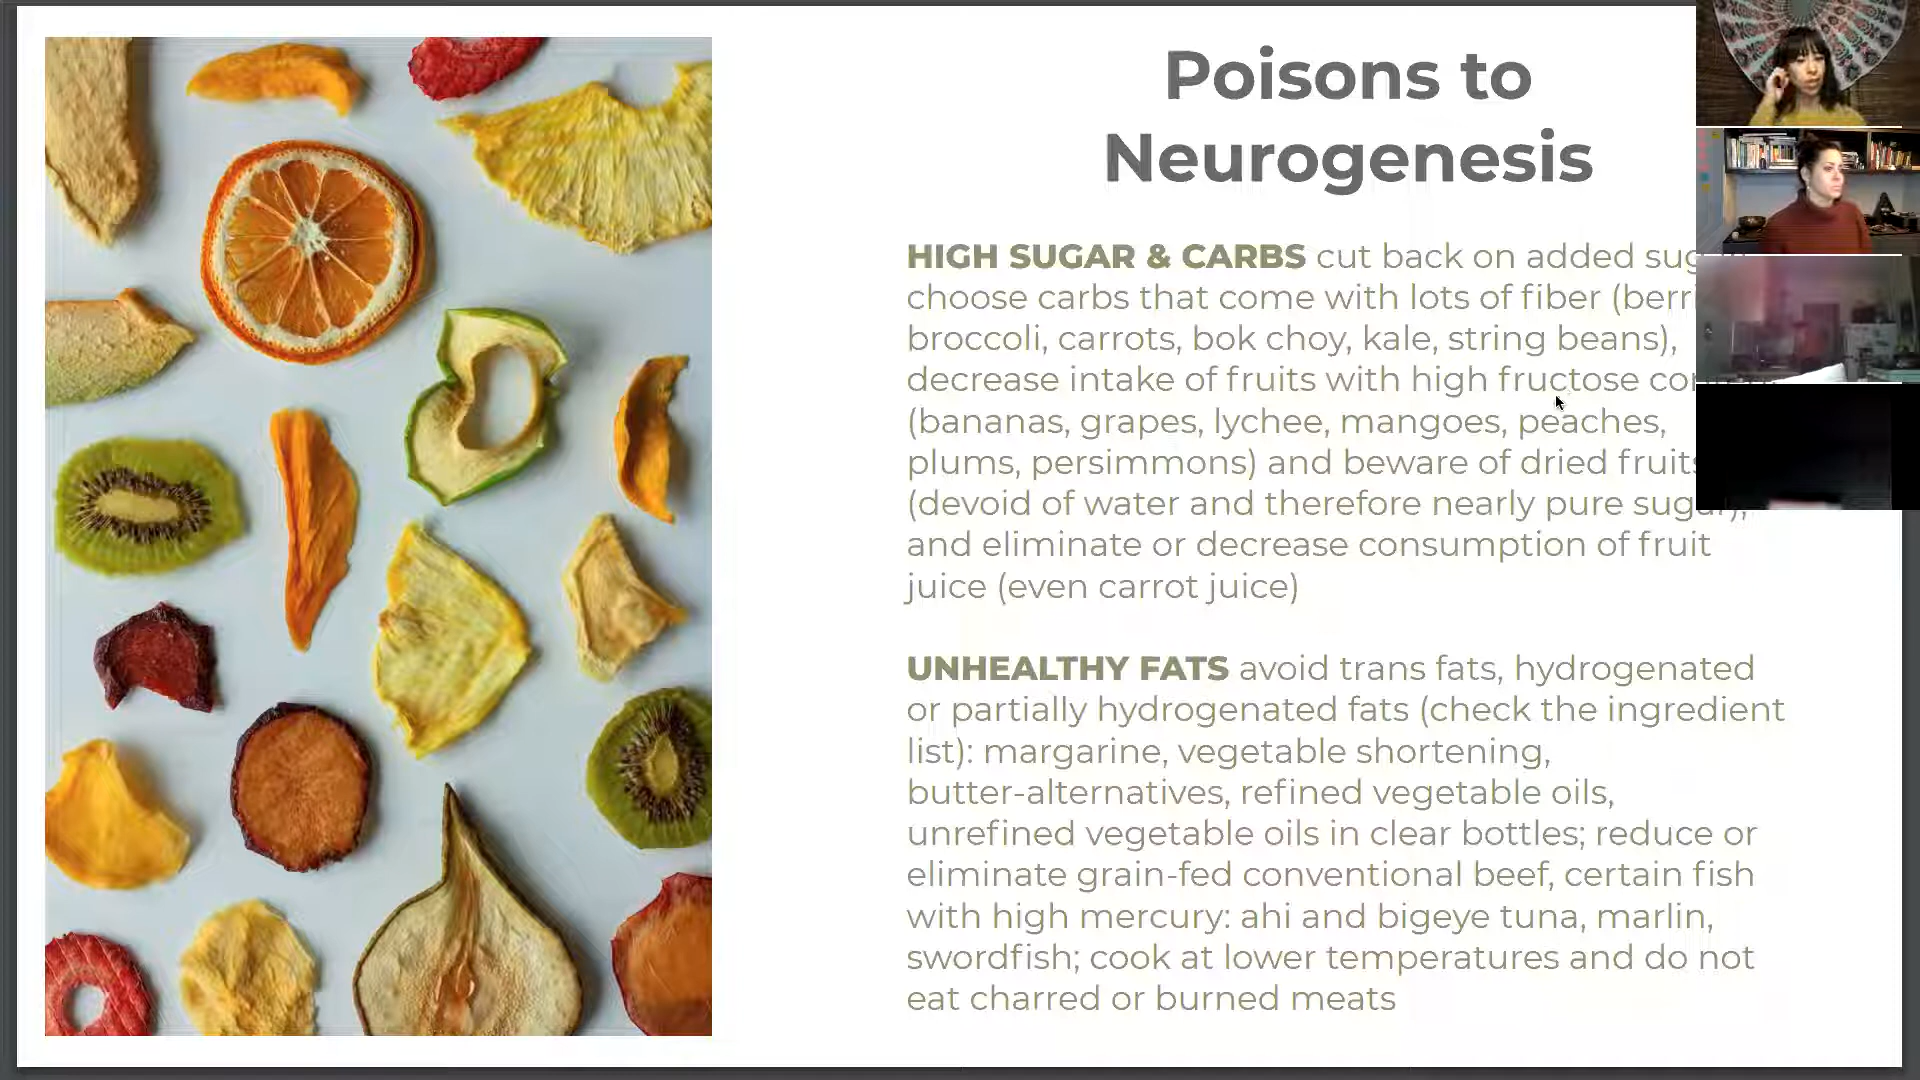 Poisons to
Neurogenesis
HIGH SUGAR & CARBS cut back on added
choose carbs that come with lots of fiber
broccoli, carrots, bok choy, kale, string beans),
decrease intake of fruits with high fructose
(bananas, grapes, lychee, mangoes, peaches,
plums, persimmons) and beware of dried fruits
(devoid of water and therefore nearly pure sugar),
and eliminate or decrease consumption of fruit
juice (even carrot juice)
UNHEALTHY FATS avoid trans fats, hydrogenated
or partially hydrogenated fats (check the ingredient
list): margarine, vegetable shortening,
butter-alternatives, refined vegetable oils,
unrefined vegetable oils in clear bottles; reduce or
eliminate grain-fed conventional beef, certain fish
with high mercury: ahi and bigeye tuna, marlin,
swordfish; cook at lower temperatures and do not
eat charred or burned meats